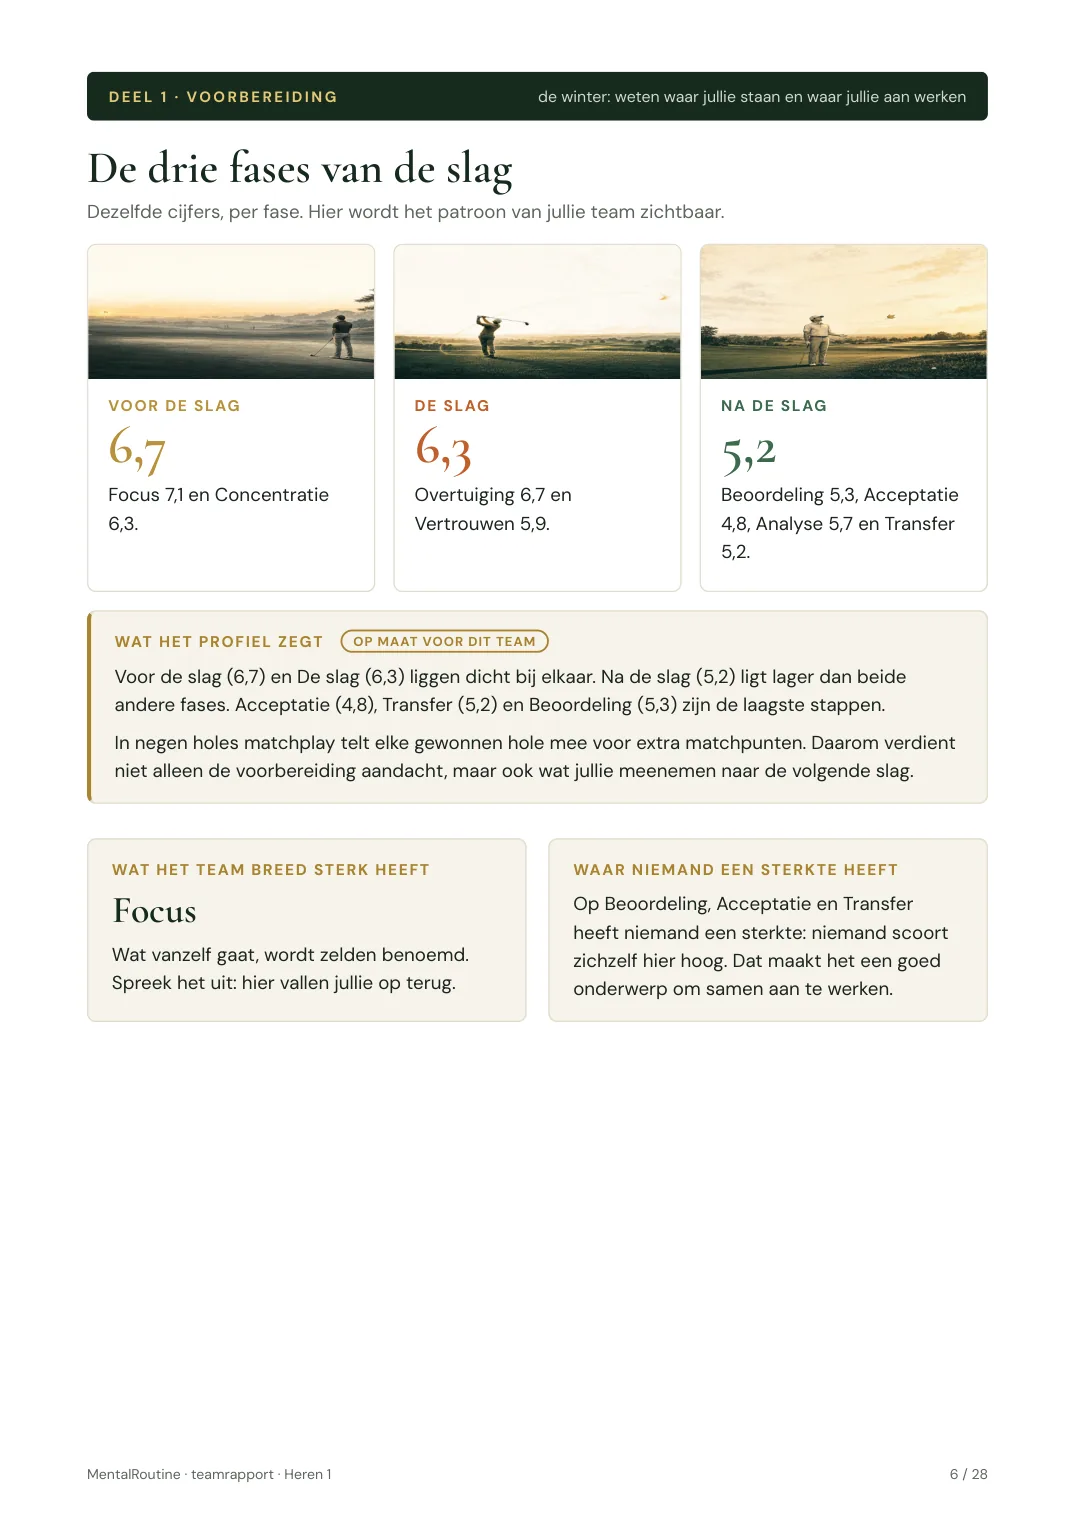 DEEL 1 · VOORBEREIDING
de winter: weten waar jullie staan en waar jullie aan werken
De drie fases van de slag
Dezelfde cijfers, per fase. Hier wordt het patroon van jullie team zichtbaar.
VOOR DE SLAG
6,7
Focus 7,1 en Concentratie
6,3.
DE SLAG
6,3
Overtuiging 6,7 en
Vertrouwen 5,9.
NA DE SLAG
5,2
Beoordeling 5,3, Acceptatie
4,8, Analyse 5,7 en Transfer
5,2.
WAT HET PROFIEL ZEGT
OP MAAT VOOR DIT TEAM
Voor de slag (6,7) en De slag (6,3) liggen dicht bij elkaar. Na de slag (5,2) ligt lager dan beide
andere fases. Acceptatie (4,8), Transfer (5,2) en Beoordeling (5,3) zijn de laagste stappen.
In negen holes matchplay telt elke gewonnen hole mee voor extra matchpunten. Daarom verdient
niet alleen de voorbereiding aandacht, maar ook wat jullie meenemen naar de volgende slag.
WAT HET TEAM BREED STERK HEEFT
Focus
Wat vanzelf gaat, wordt zelden benoemd.
Spreek het uit: hier vallen jullie op terug.
WAAR NIEMAND EEN STERKTE HEEFT
Op Beoordeling, Acceptatie en Transfer
heeft niemand een sterkte: niemand scoort
zichzelf hier hoog. Dat maakt het een goed
onderwerp om samen aan te werken.
MentalRoutine · teamrapport · Heren 1
6 / 28